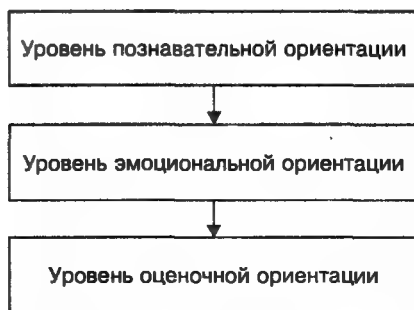 Уровень познавательной ориентации
Уровень эмоциональной ориентации
Уровень оценочной ориентации